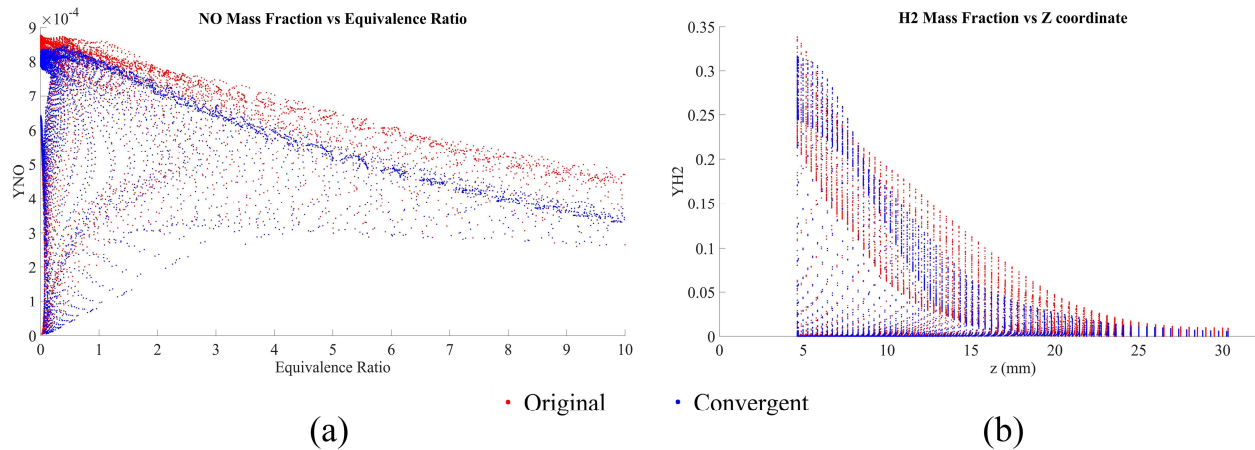 NO Mass Fraction vs Equivalence Ratio
×10⁻⁴
9
8
7
6
5
4
3
2
1
0
YNO
0 1 2 3 4 5 6 7 8 9 10
Equivalence Ratio
H2 Mass Fraction vs Z coordinate
0.35
0.3
0.25
0.2
0.15
0.1
0.05
0
YH2
0 5 10 15 20 25 30
z (mm)
Original Convergent
(a) (b)